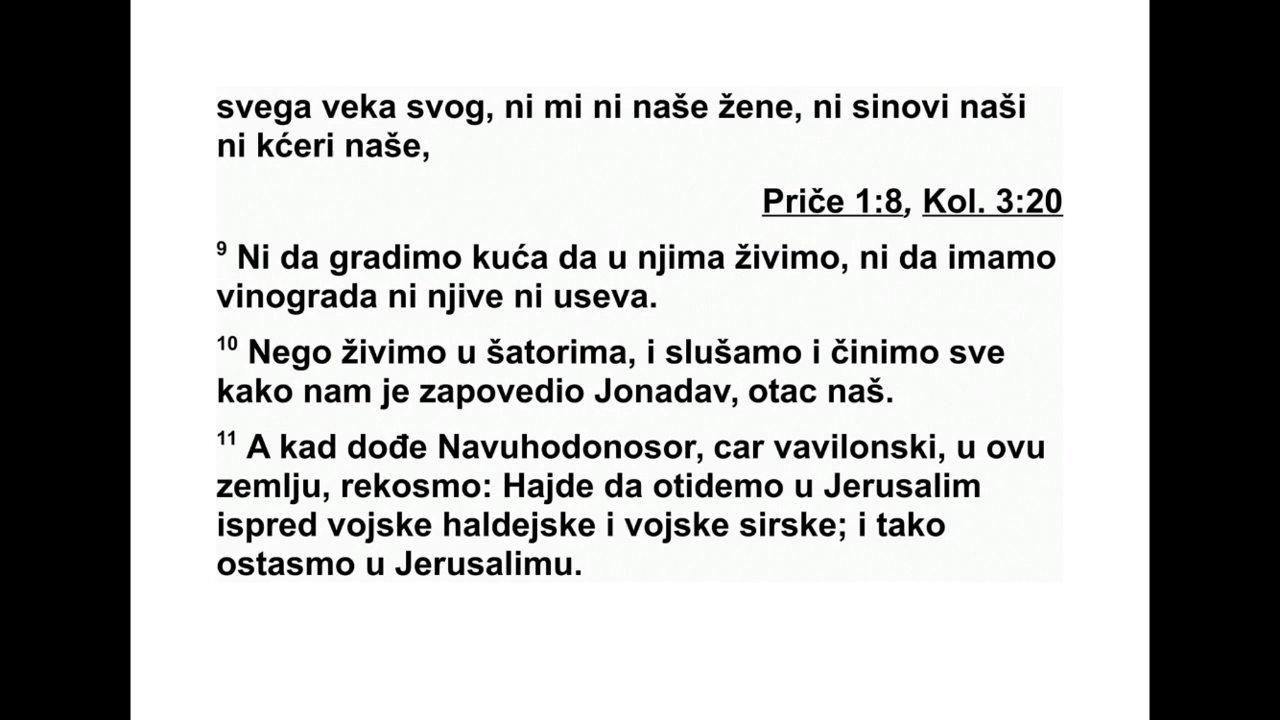 svega veka svog, ni mi ni naše žene, ni sinovi naši
ni kćeri naše,
Priče 1:8, Kol. 3:20
9 Ni da gradimo kuća da u njima živimo, ni da imamo
vinograda ni njive ni useva.
10 Nego živimo u šatorima, i slušamo i činimo sve
kako nam je zapovedio Jonadav, otac naš.
11 A kad dođe Navuhodonosor, car vavilonski, u ovu
zemlju, rekosmo: Hajde da otidemo u Jerusalim
ispred vojske haldejske i vojske sirske; i tako
ostasmo u Jerusalimu.